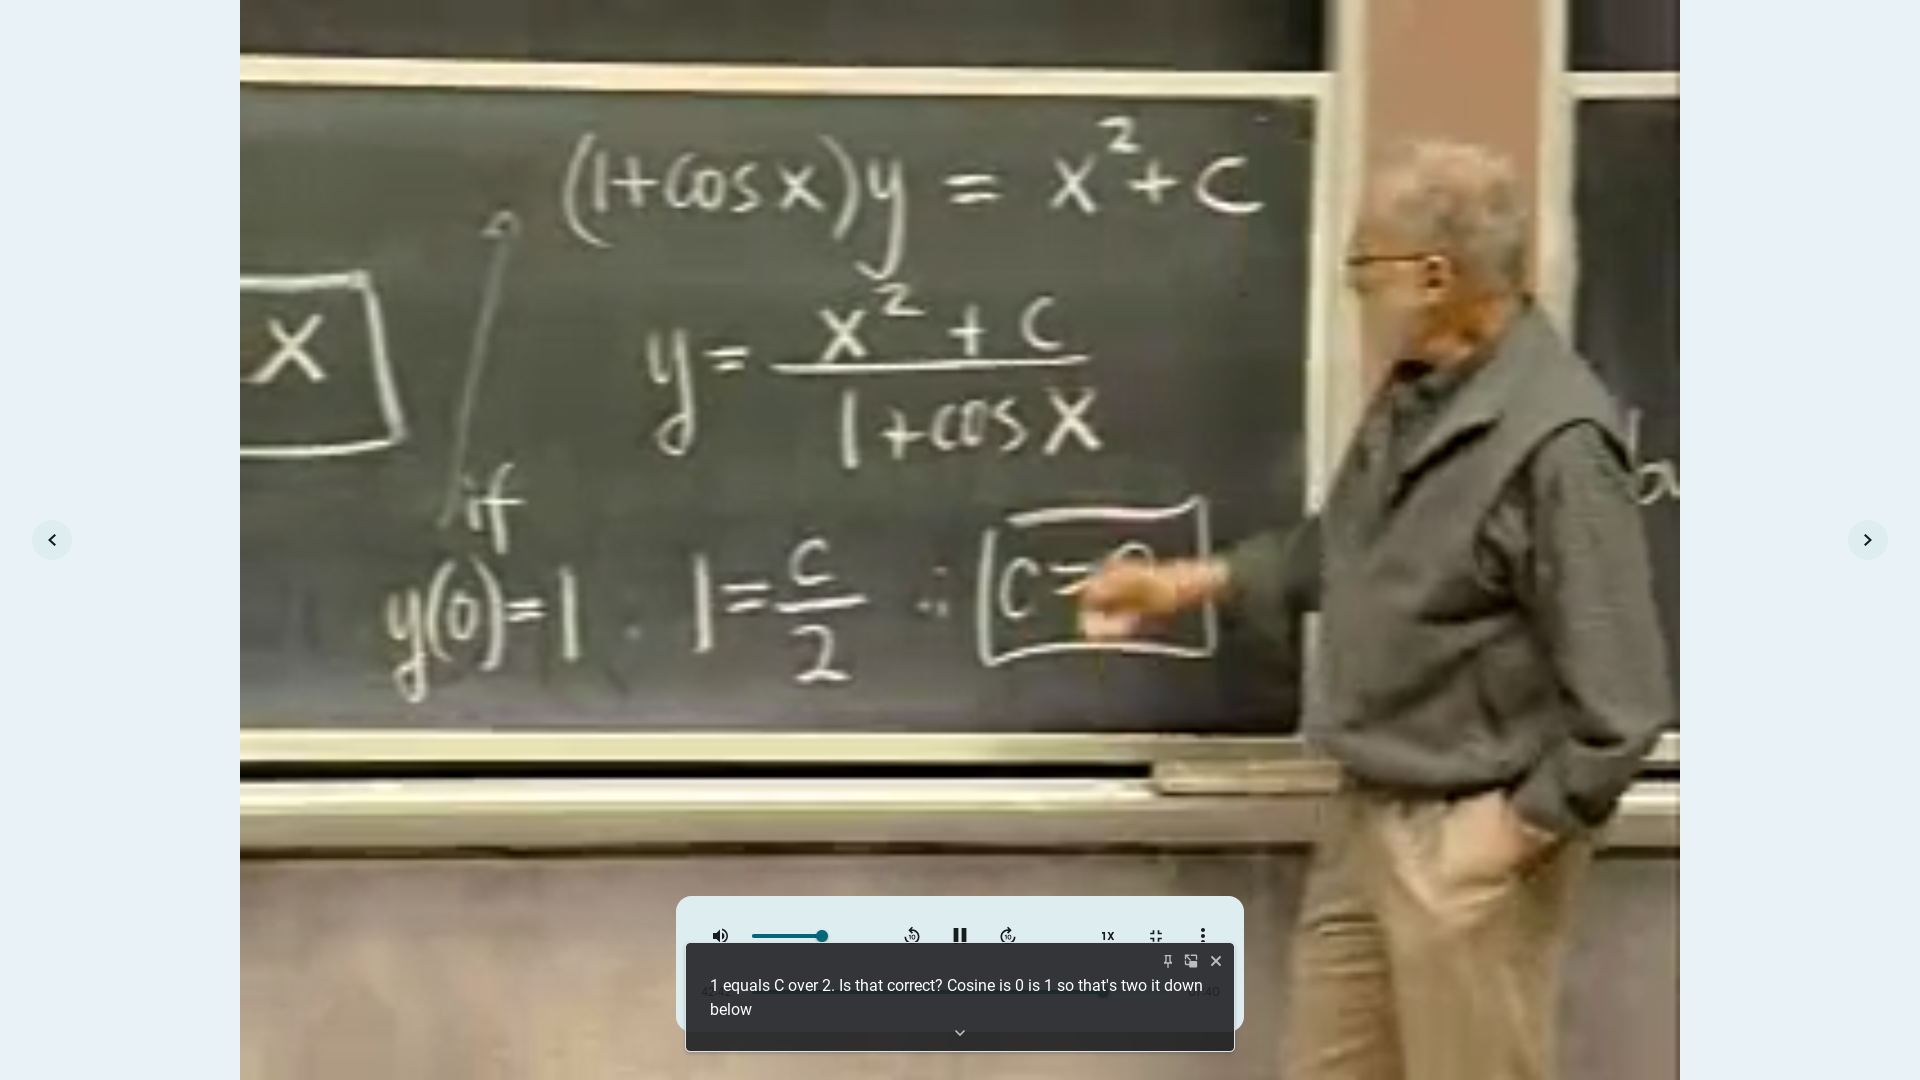 (1+cos x)y = x²+c
x
y = x² + c / 1+cos x
if
y(0)=1 . 1 = c/2 ∴ c=
1X
1 equals C over 2. Is that correct? Cosine is 0 is 1 so that's two it down
below